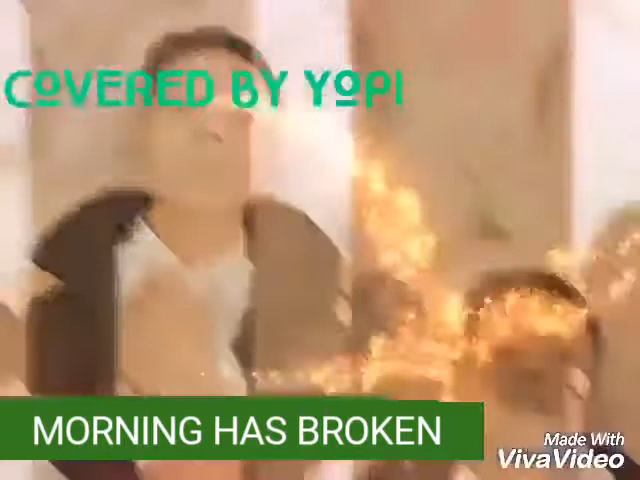 COVERED BY YOPI
MORNING HAS BROKEN
Made With
VivaVideo